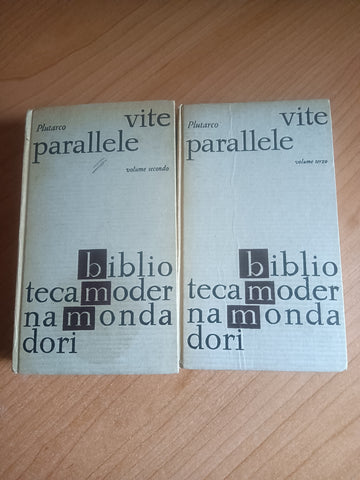 Plutarco
vite
parallele
volume secondo
biblio
tecamoder
namonda
dori
Plutarco
vite
parallele
volume terzo
biblio
tecamoder
namonda
dori